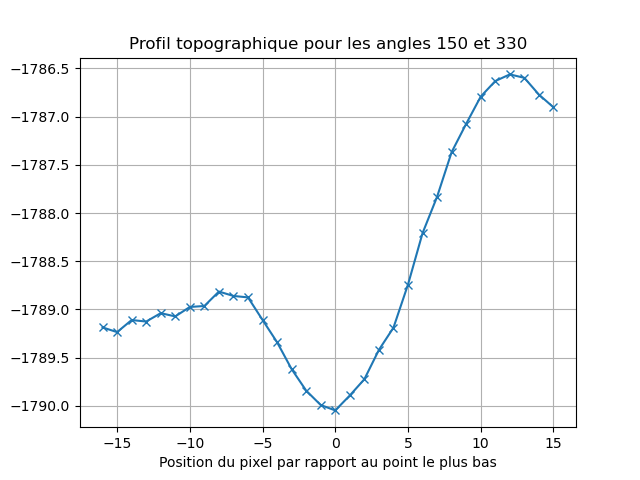 Profil topographique pour les angles 150 et 330
−1786.5
−1787.0
−1787.5
−1788.0
−1788.5
−1789.0
−1789.5
−1790.0
−15 −10 −5 0 5 10 15
Position du pixel par rapport au point le plus bas